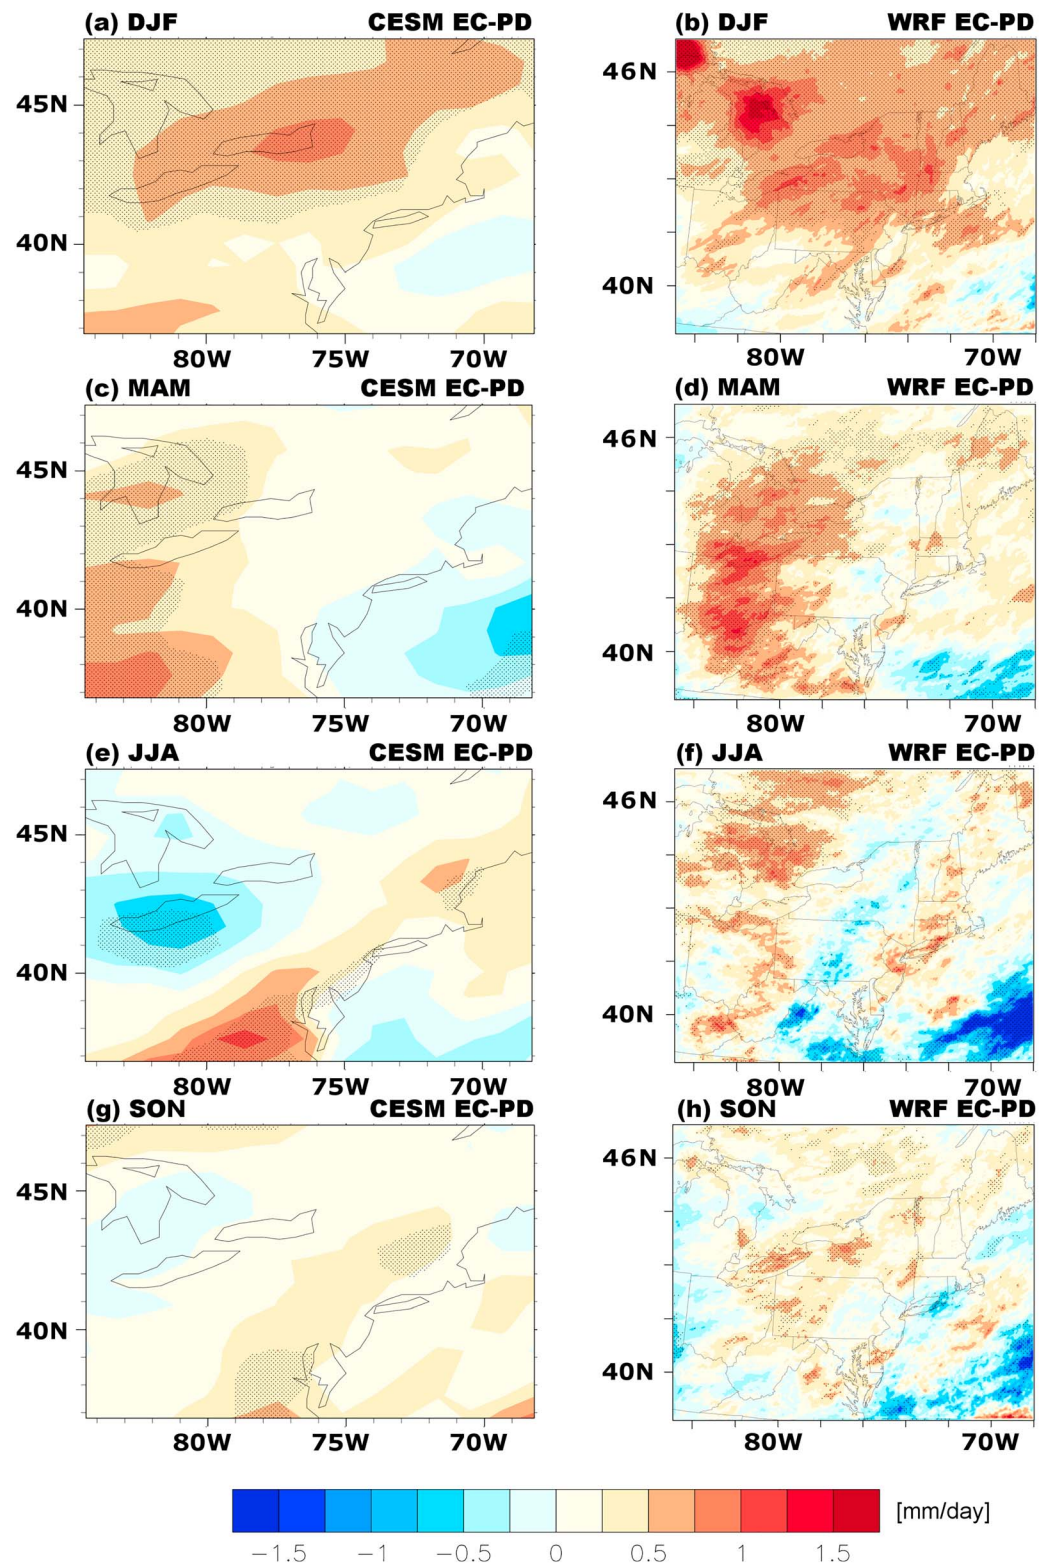 (a) DJF CESM EC-PD
(b) DJF WRF EC-PD
45N
40N
80W 75W 70W
46N
40N
80W 70W
(c) MAM CESM EC-PD
(d) MAM WRF EC-PD
45N
40N
80W 75W 70W
46N
40N
80W 70W
(e) JJA CESM EC-PD
(f) JJA WRF EC-PD
45N
40N
80W 75W 70W
46N
40N
80W 70W
(g) SON CESM EC-PD
(h) SON WRF EC-PD
45N
40N
80W 75W 70W
46N
40N
80W 70W
[mm/day]
−1.5 −1 −0.5 0 0.5 1 1.5